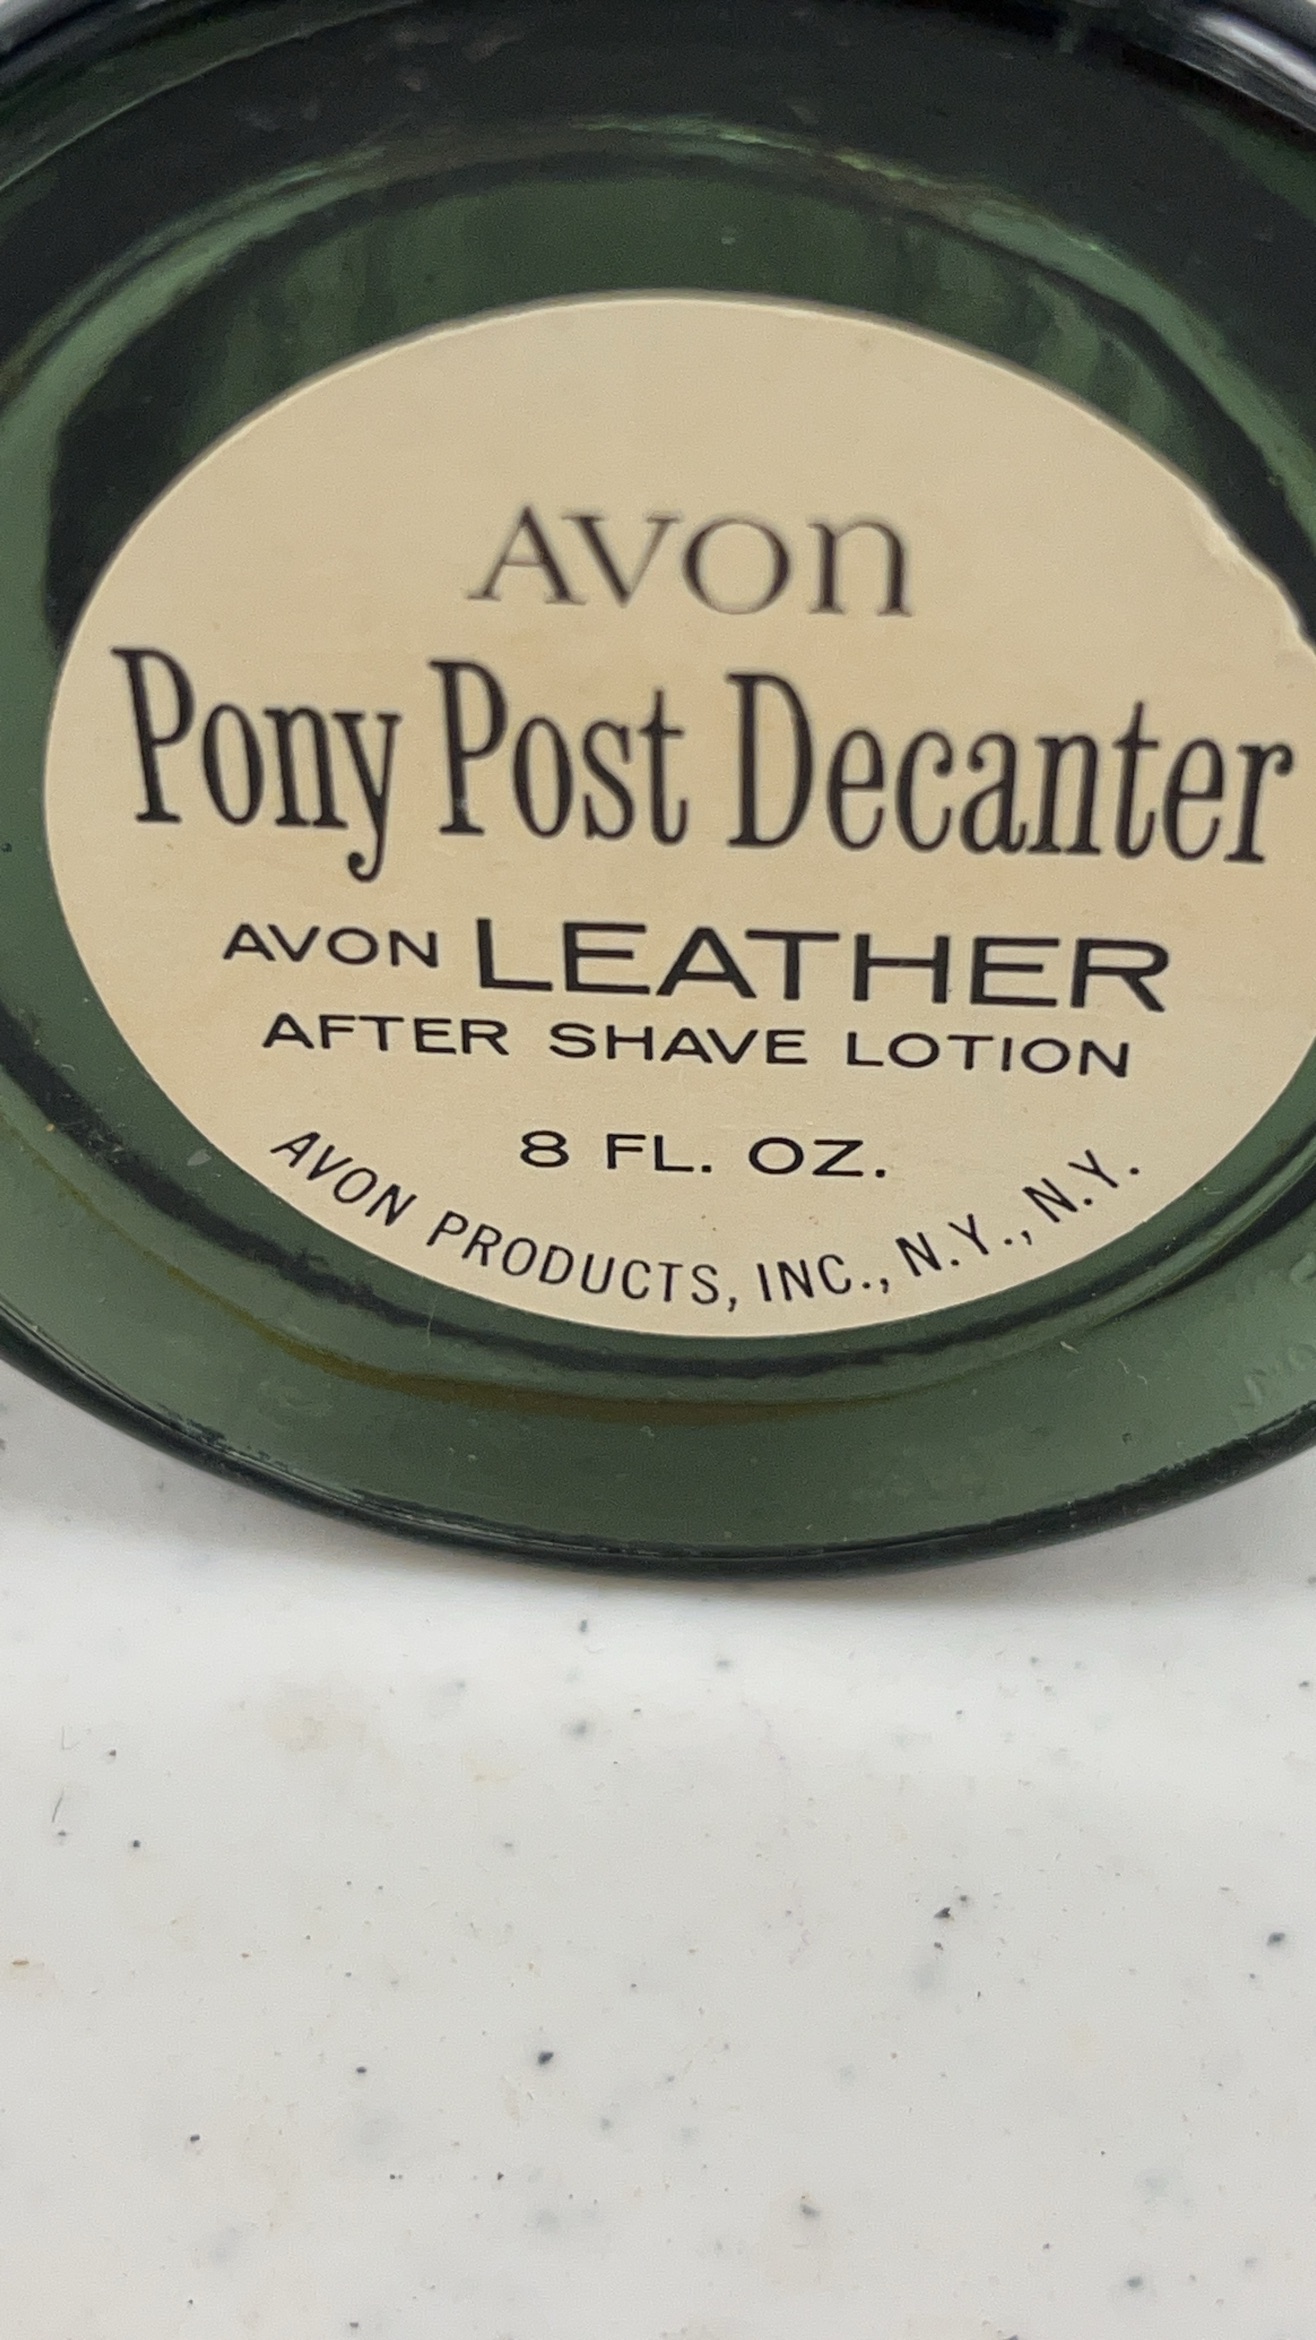 AVON
Pony Post Decanter
AVON LEATHER
AFTER SHAVE LOTION
8 FL. OZ.
AVON PRODUCTS, INC., N.Y., N.Y.